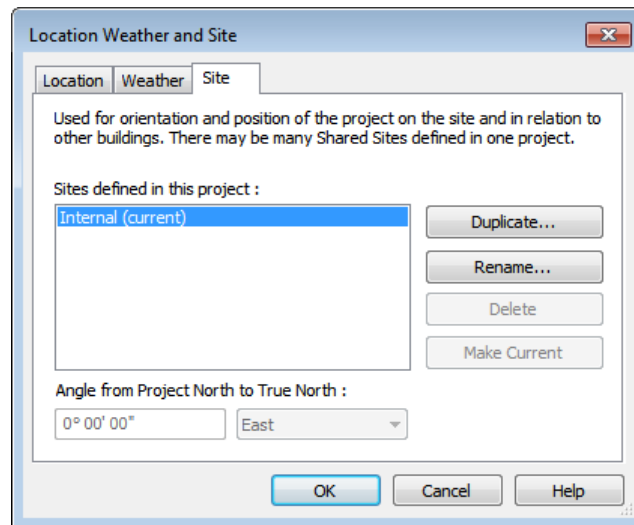 Location Weather and Site
Location Weather Site
Used for orientation and position of the project on the site and in relation to
other buildings. There may be many Shared Sites defined in one project.
Sites defined in this project :
Internal (current)
Duplicate...
Rename...
Delete
Make Current
Angle from Project North to True North :
0° 00' 00" East
OK Cancel Help